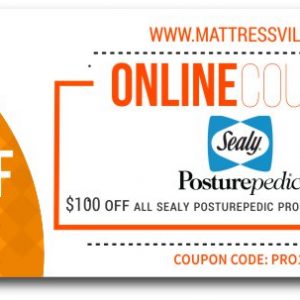 WWW.MATTRESSVIL
ONLINECOU
Sealy
Posturepedic
F
$100 OFF ALL SEALY POSTUREPEDIC PRO
COUPON CODE: PRO